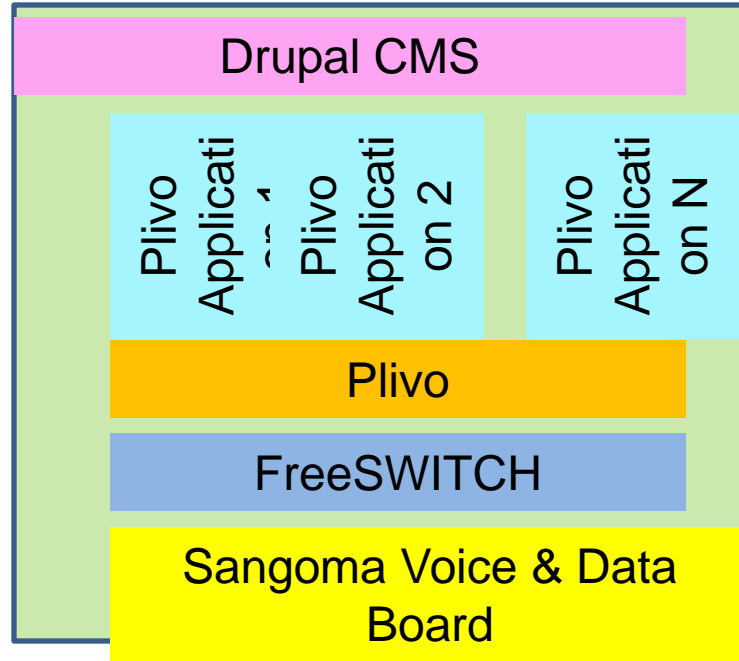 Drupal CMS
Plivo
Applicati
Plivo
Applicati
on 2
Plivo
Applicati
on N
Plivo
FreeSWITCH
Sangoma Voice & Data
Board